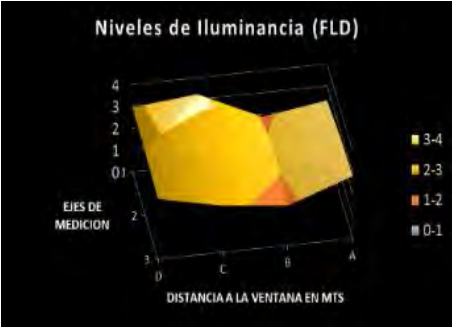 Niveles de Iluminancia (FLD)
4
3
2
1
0
1
2
3
EJES DE
MEDICION
D
C
B
A
DISTANCIA A LA VENTANA EN MTS
3-4
2-3
1-2
0-1